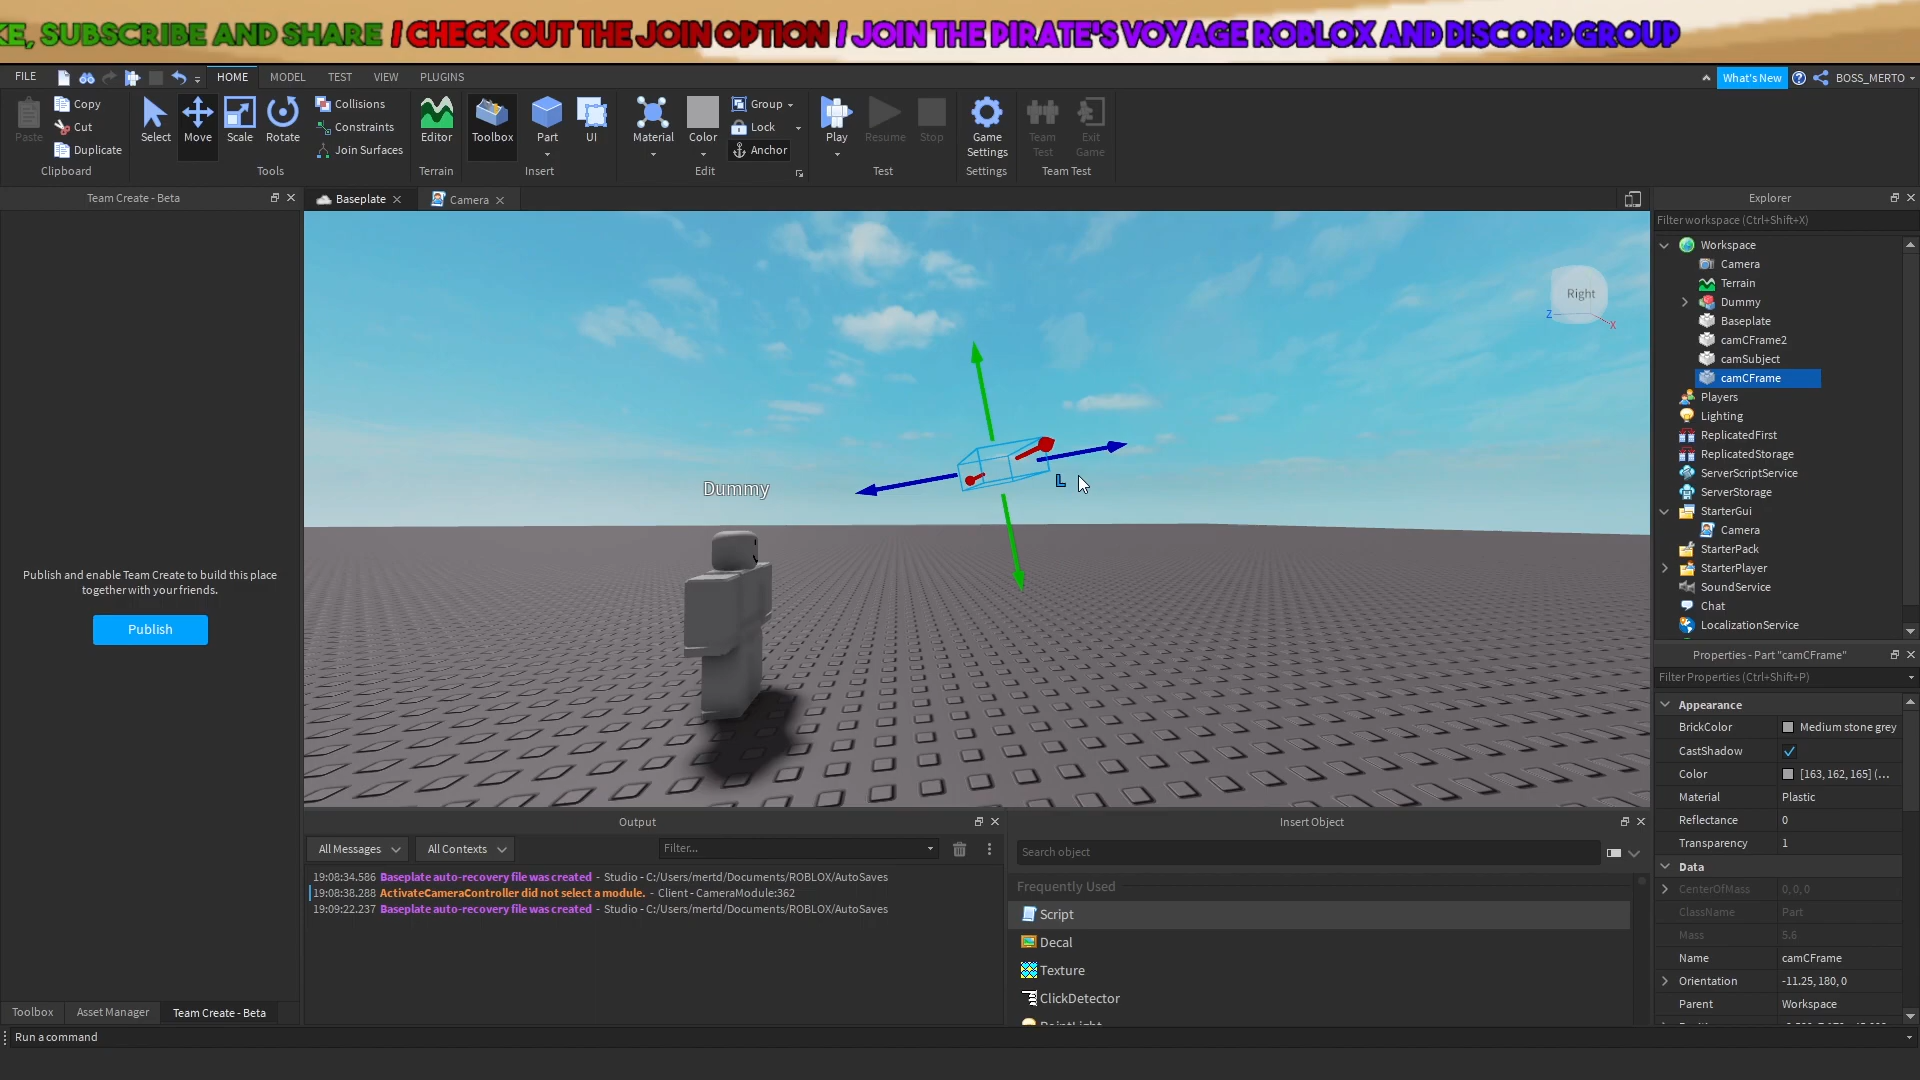 KE, SUBSCRIBE AND SHARE / CHECK OUT THE JOIN OPTION / JOIN THE PIRATE'S VOYAGE ROBLOX AND DISCORD GROUP
FILE HOME MODEL TEST VIEW PLUGINS What's New BOSS_MERTO
Paste Copy Cut Duplicate Clipboard
Select Move Scale Rotate Collisions Constraints Join Surfaces Tools
Editor Terrain
Toolbox Part UI Insert
Material Color Group Lock Anchor Edit
Play Resume Stop Test
Game Settings Settings
Team Test Exit Game Team Test
Team Create - Beta
Publish and enable Team Create to build this place
together with your friends.
Publish
Toolbox Asset Manager Team Create - Beta
Baseplate Camera
Right
Z X
Dummy
L
Output
All Messages All Contexts Filter...
19:08:34.586 Baseplate auto-recovery file was created - Studio - C:/Users/mertd/Documents/ROBLOX/AutoSaves
19:08:38.288 ActivateCameraController did not select a module. - Client - CameraModule:362
19:09:22.237 Baseplate auto-recovery file was created - Studio - C:/Users/mertd/Documents/ROBLOX/AutoSaves
Insert Object
Search object
Frequently Used
Script
Decal
Texture
ClickDetector
PointLight
Explorer
Filter workspace (Ctrl+Shift+X)
Workspace
Camera
Terrain
Dummy
Baseplate
camCFrame2
camSubject
camCFrame
Players
Lighting
ReplicatedFirst
ReplicatedStorage
ServerScriptService
ServerStorage
StarterGui
Camera
StarterPack
StarterPlayer
SoundService
Chat
LocalizationService
Properties - Part "camCFrame"
Filter Properties (Ctrl+Shift+P)
Appearance
BrickColor Medium stone grey
CastShadow
Color [163, 162, 165] (...
Material Plastic
Reflectance 0
Transparency 1
Data
CenterOfMass 0, 0, 0
ClassName Part
Mass 5.6
Name camCFrame
Orientation -11.25, 180, 0
Parent Workspace
Run a command